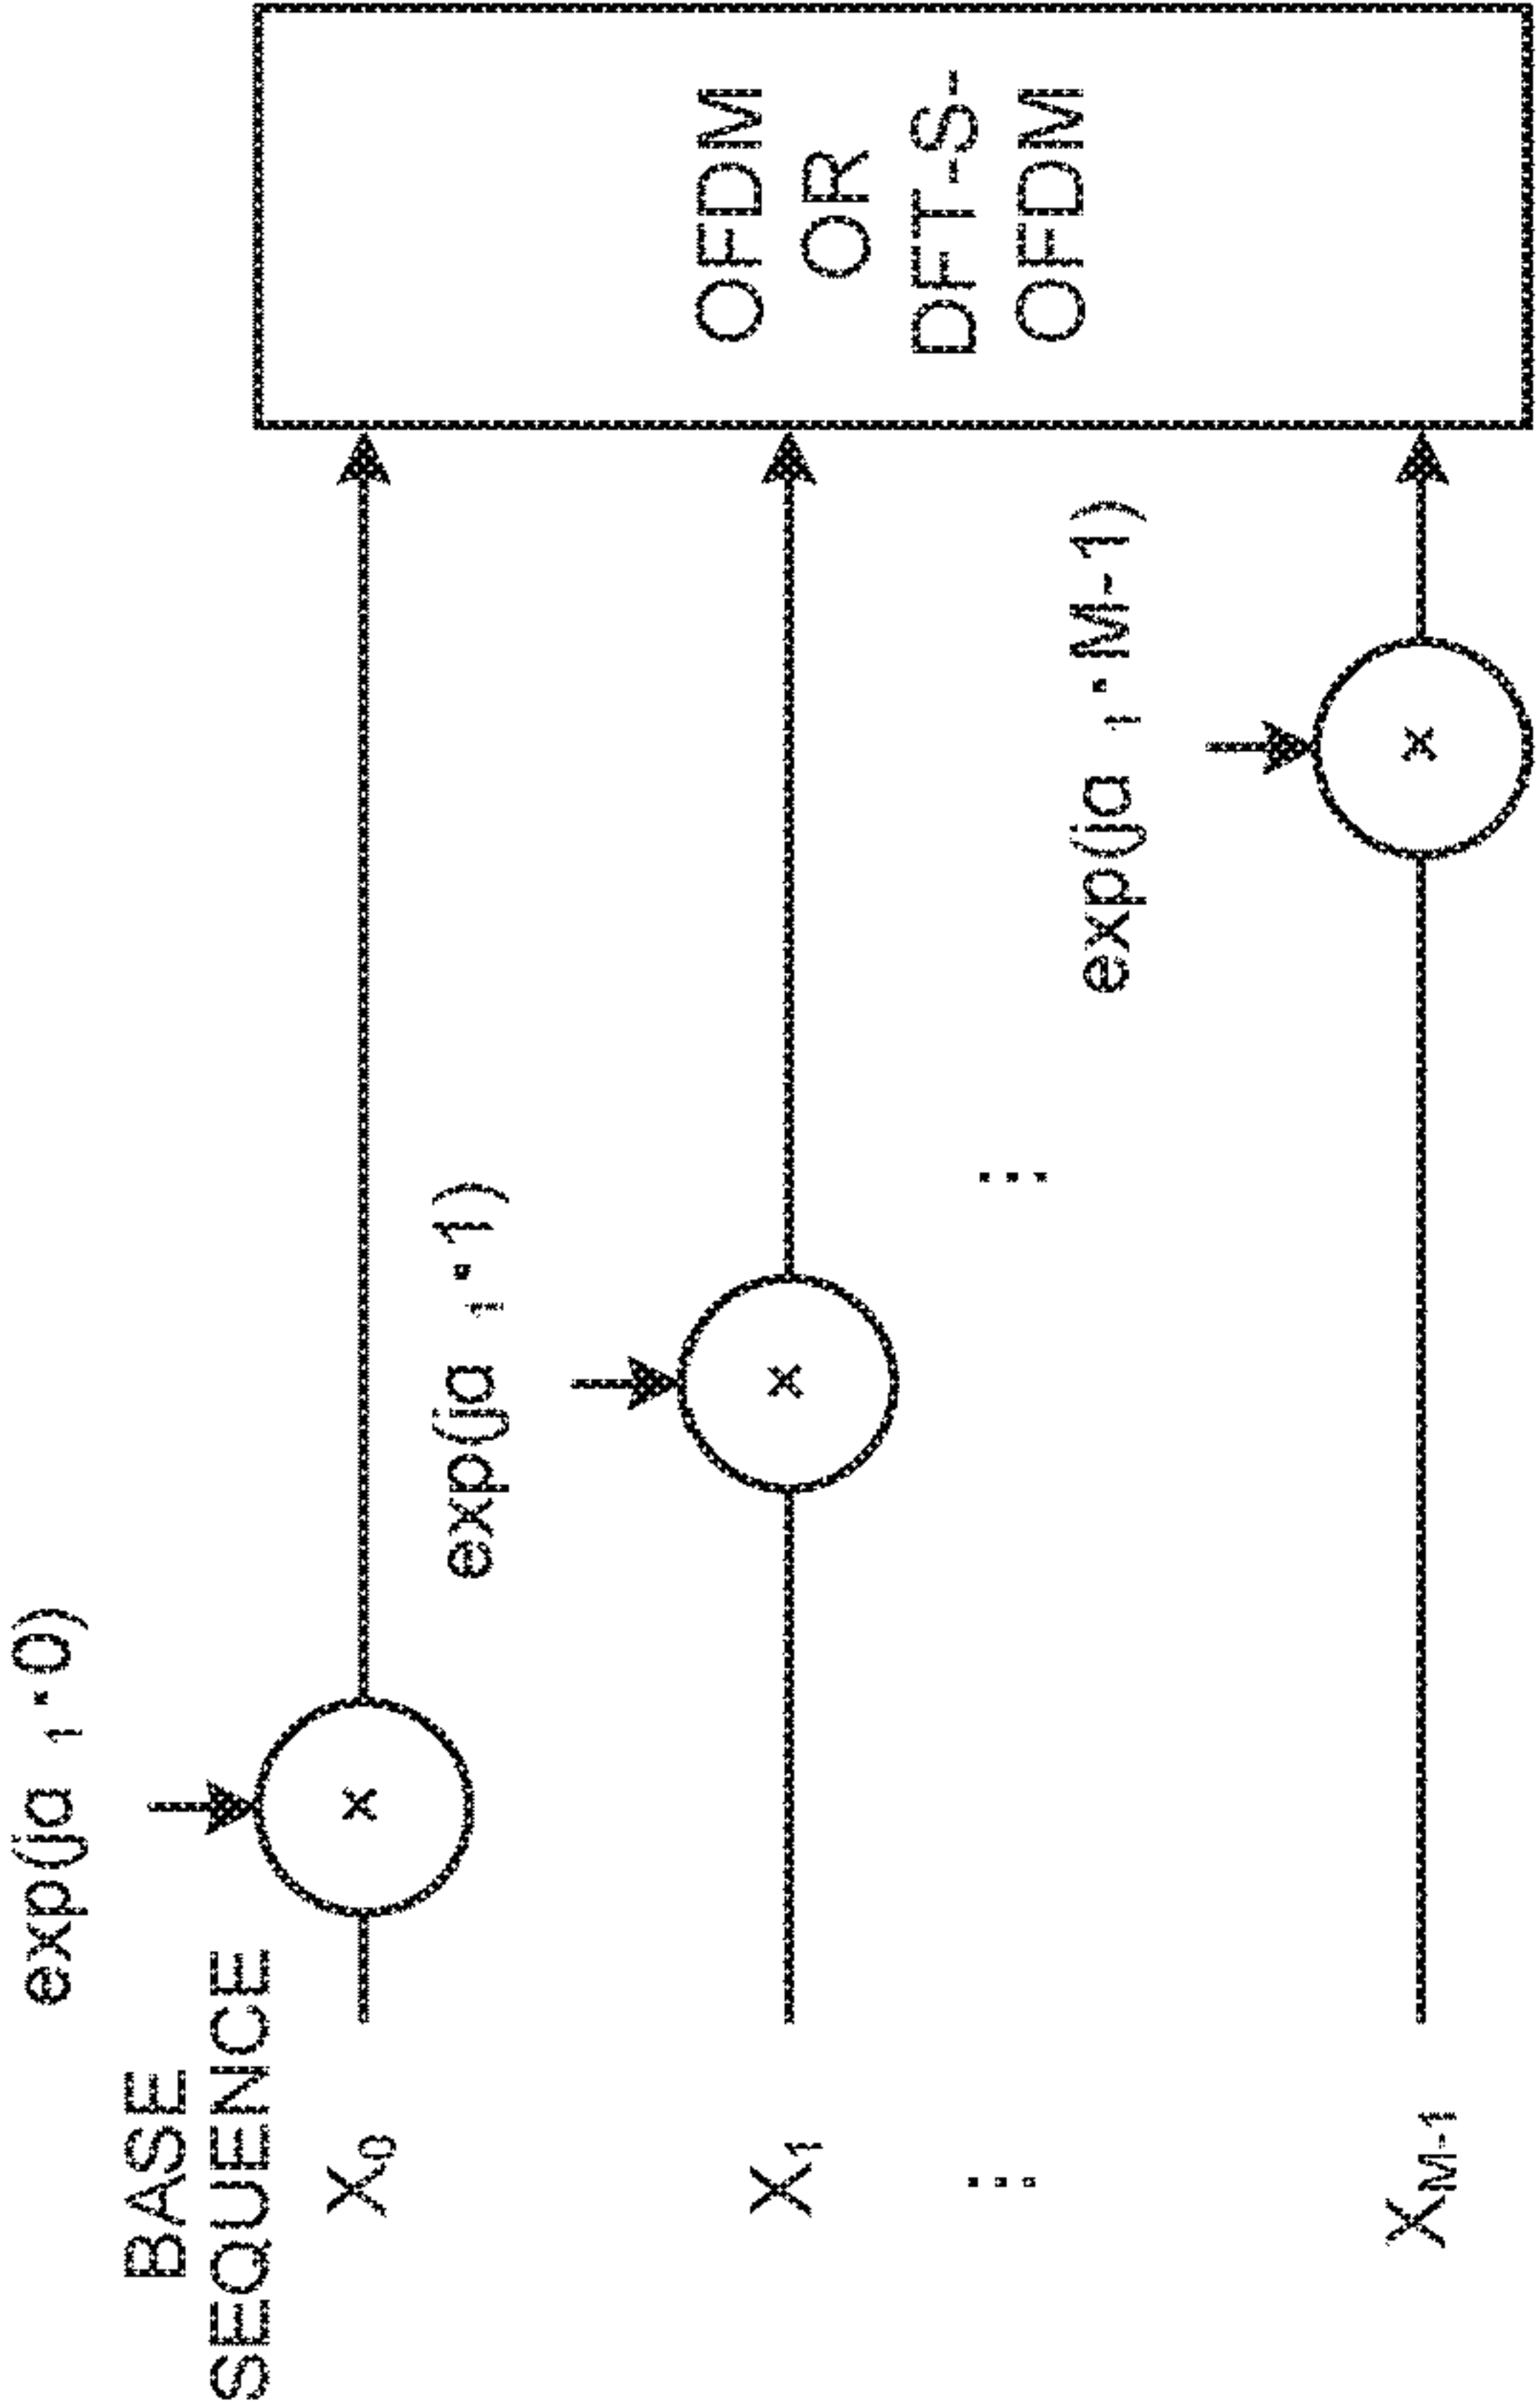 exp(jα 1*0)
BASE
SEQUENCE
X0
exp(jα 1*1)
X1
...
...
exp(jα 1*M-1)
XM-1
OFDM
OR
DFT-S-
OFDM